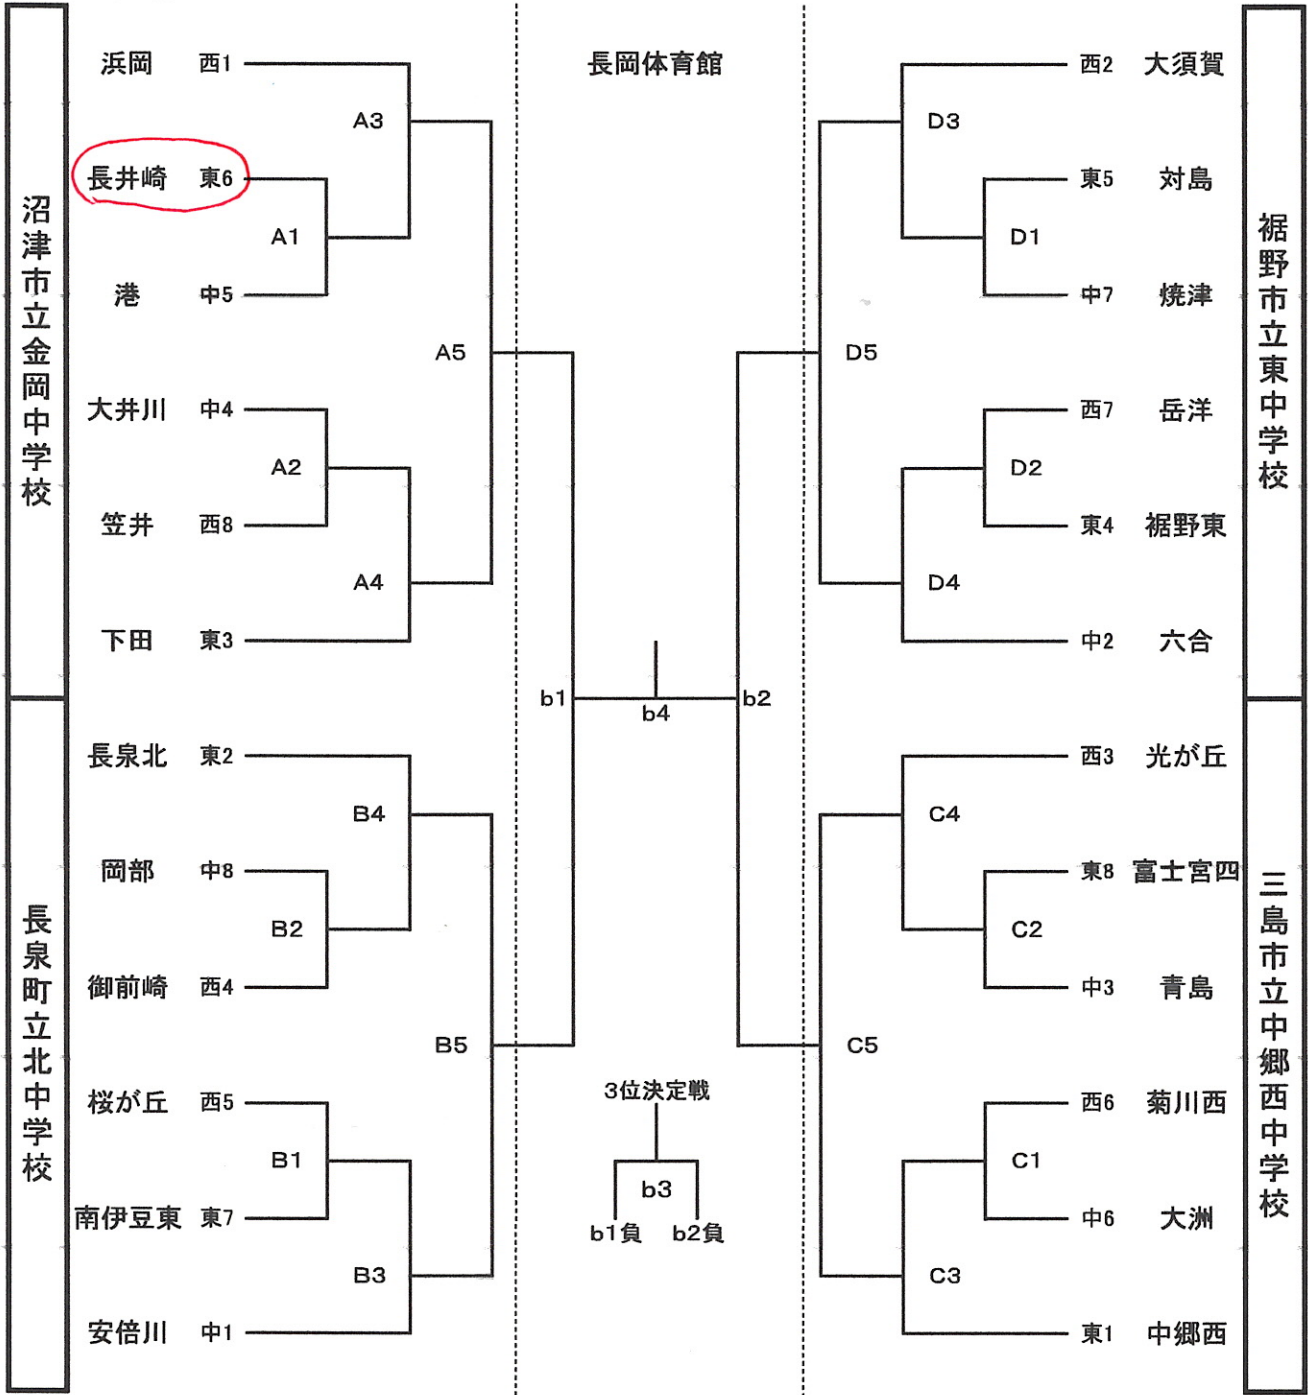 沼津市立金岡中学校
浜岡 西1
A3
長井崎 東6
A1
港 中5
A5
大井川 中4
A2
笠井 西8
A4
下田 東3
長泉町立北中学校
長泉北 東2
B4
岡部 中8
B2
御前崎 西4
B5
桜が丘 西5
B1
南伊豆東 東7
B3
安倍川 中1
長岡体育館
b1
b4
b2
3位決定戦
b3
b1負 b2負
裾野市立東中学校
西2 大須賀
D3
東5 対島
D1
中7 焼津
D5
西7 岳洋
D2
東4 裾野東
D4
中2 六合
三島市立中郷西中学校
西3 光が丘
C4
東8 富士宮四
C2
中3 青島
C5
西6 菊川西
C1
中6 大洲
C3
東1 中郷西